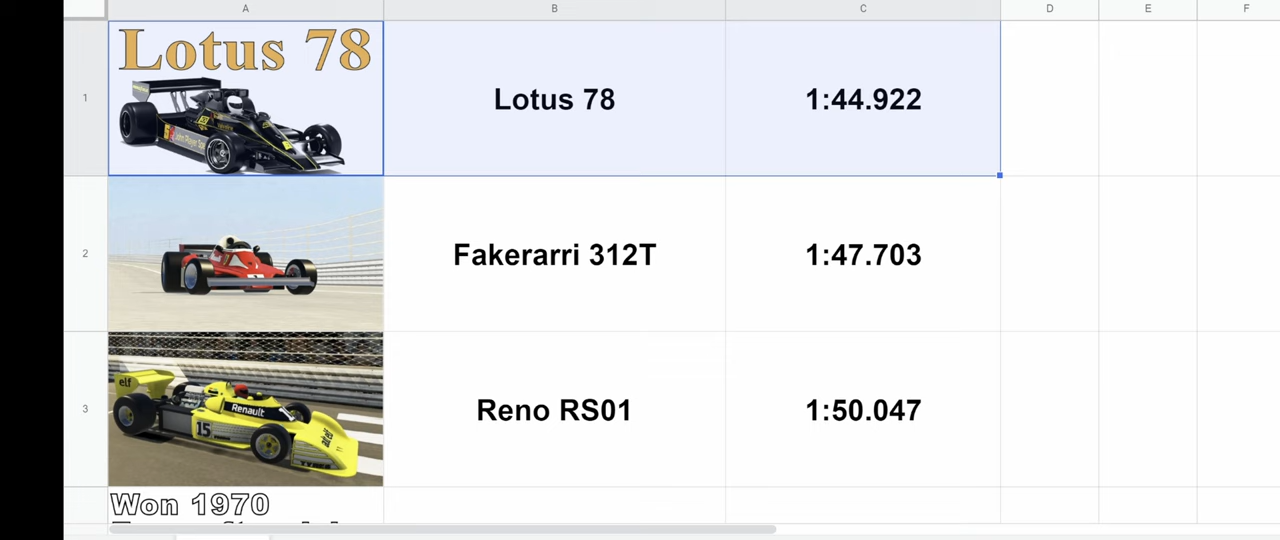 A B C D E F
1 Lotus 78 Lotus 78 1:44.922
2 Fakerarri 312T 1:47.703
3 elf Renault 15 Reno RS01 1:50.047
Won 1970